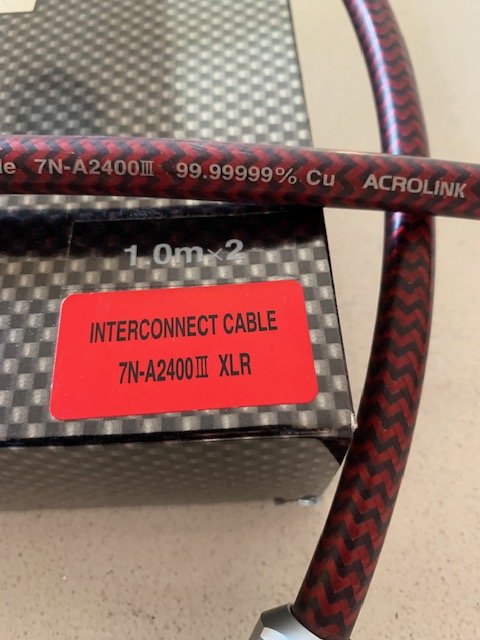 7N-A2400III 99.99999% Cu ACROLINK
1.0m×2
INTERCONNECT CABLE
7N-A2400III XLR